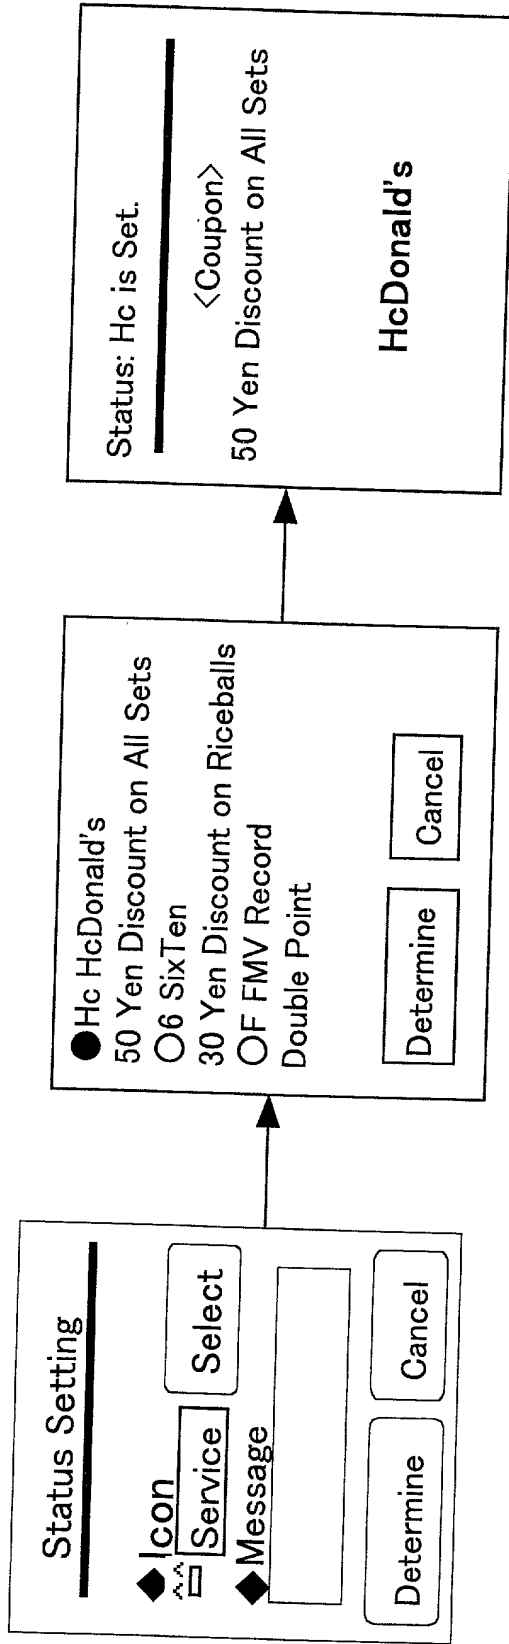 Status Setting
◆Icon
Service
Select
◆Message
Determine
Cancel
●Hc HcDonald's
50 Yen Discount on All Sets
○6 SixTen
30 Yen Discount on Riceballs
○F FMV Record
Double Point
Determine
Cancel
Status: Hc is Set.
<Coupon>
50 Yen Discount on All Sets
HcDonald's